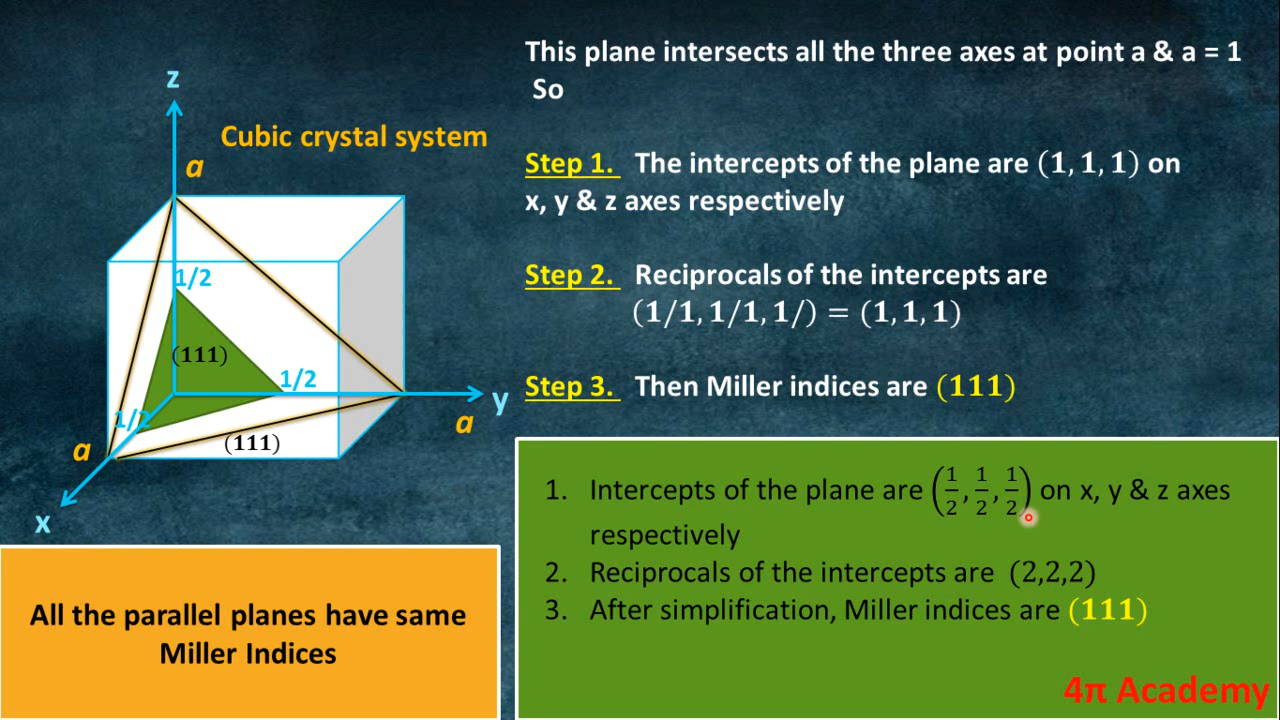 This plane intersects all the three axes at point a & a = 1
So
z
Cubic crystal system
a
Step 1. The intercepts of the plane are (1, 1, 1) on
x, y & z axes respectively
1/2
Step 2. Reciprocals of the intercepts are
(1/1, 1/1, 1/) = (1, 1, 1)
(111)
1/2
Step 3. Then Miller indices are (111)
y
a
1/2
a
(111)
x
1. Intercepts of the plane are (1/2, 1/2, 1/2) on x, y & z axes
respectively
2. Reciprocals of the intercepts are (2,2,2)
3. After simplification, Miller indices are (111)
All the parallel planes have same
Miller Indices
4π Academy